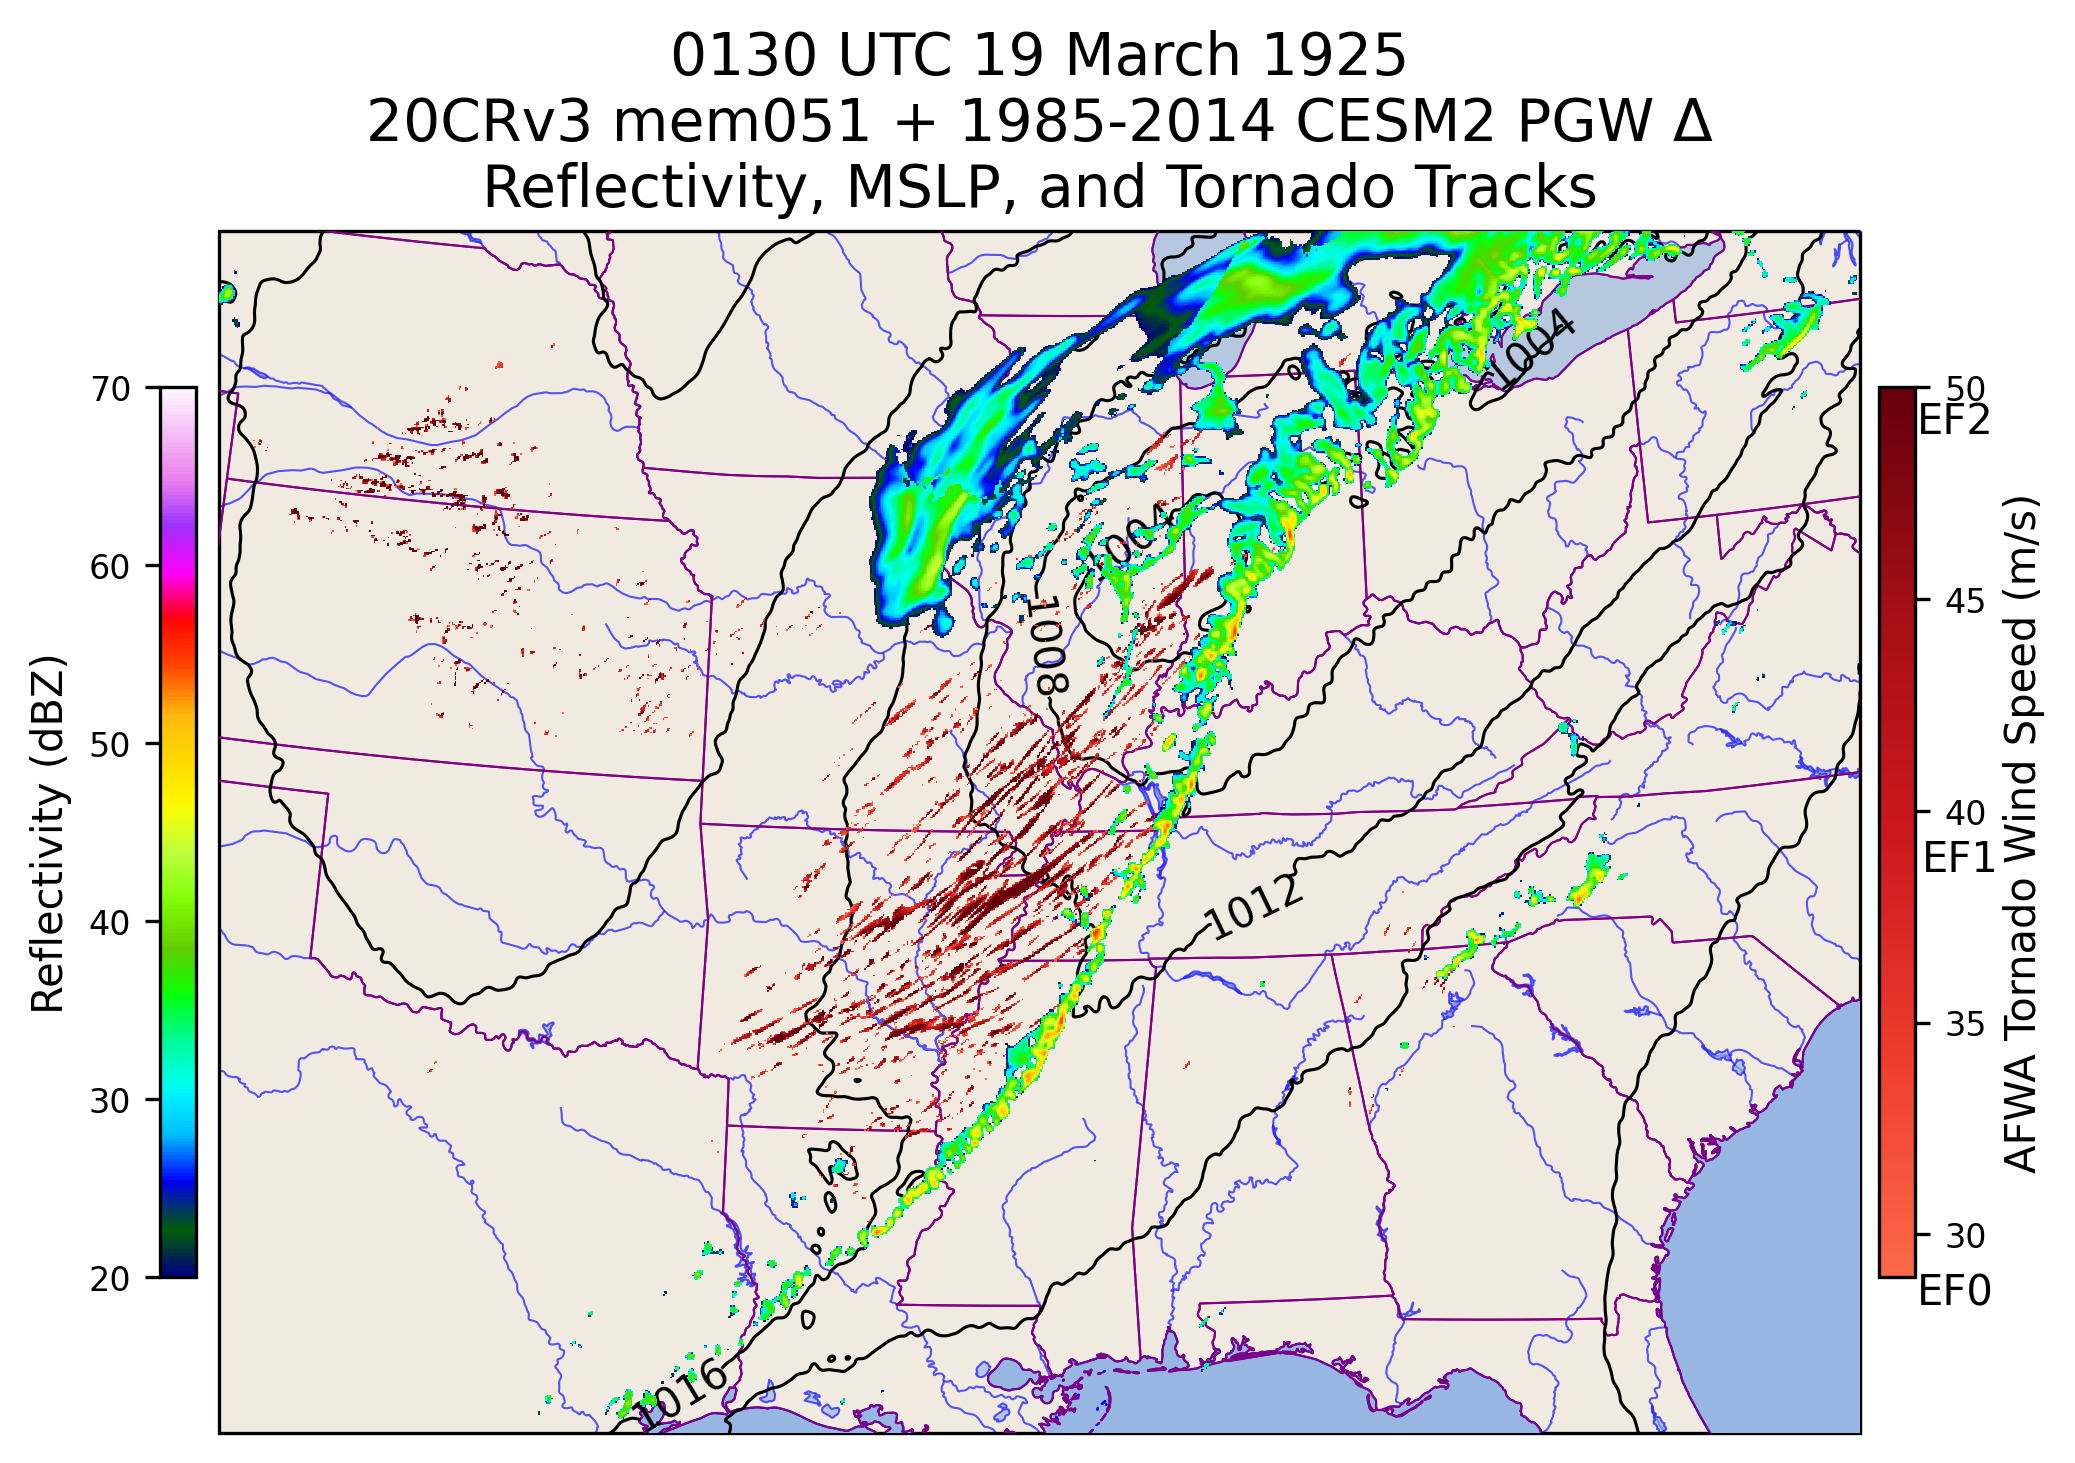 0130 UTC 19 March 1925
20CRv3 mem051 + 1985-2014 CESM2 PGW Δ
Reflectivity, MSLP, and Tornado Tracks
70
60
50
40
30
20
Reflectivity (dBZ)
1004
1004
1008
1012
1016
50
EF2
45
40
EF1
35
30
EF0
AFWA Tornado Wind Speed (m/s)